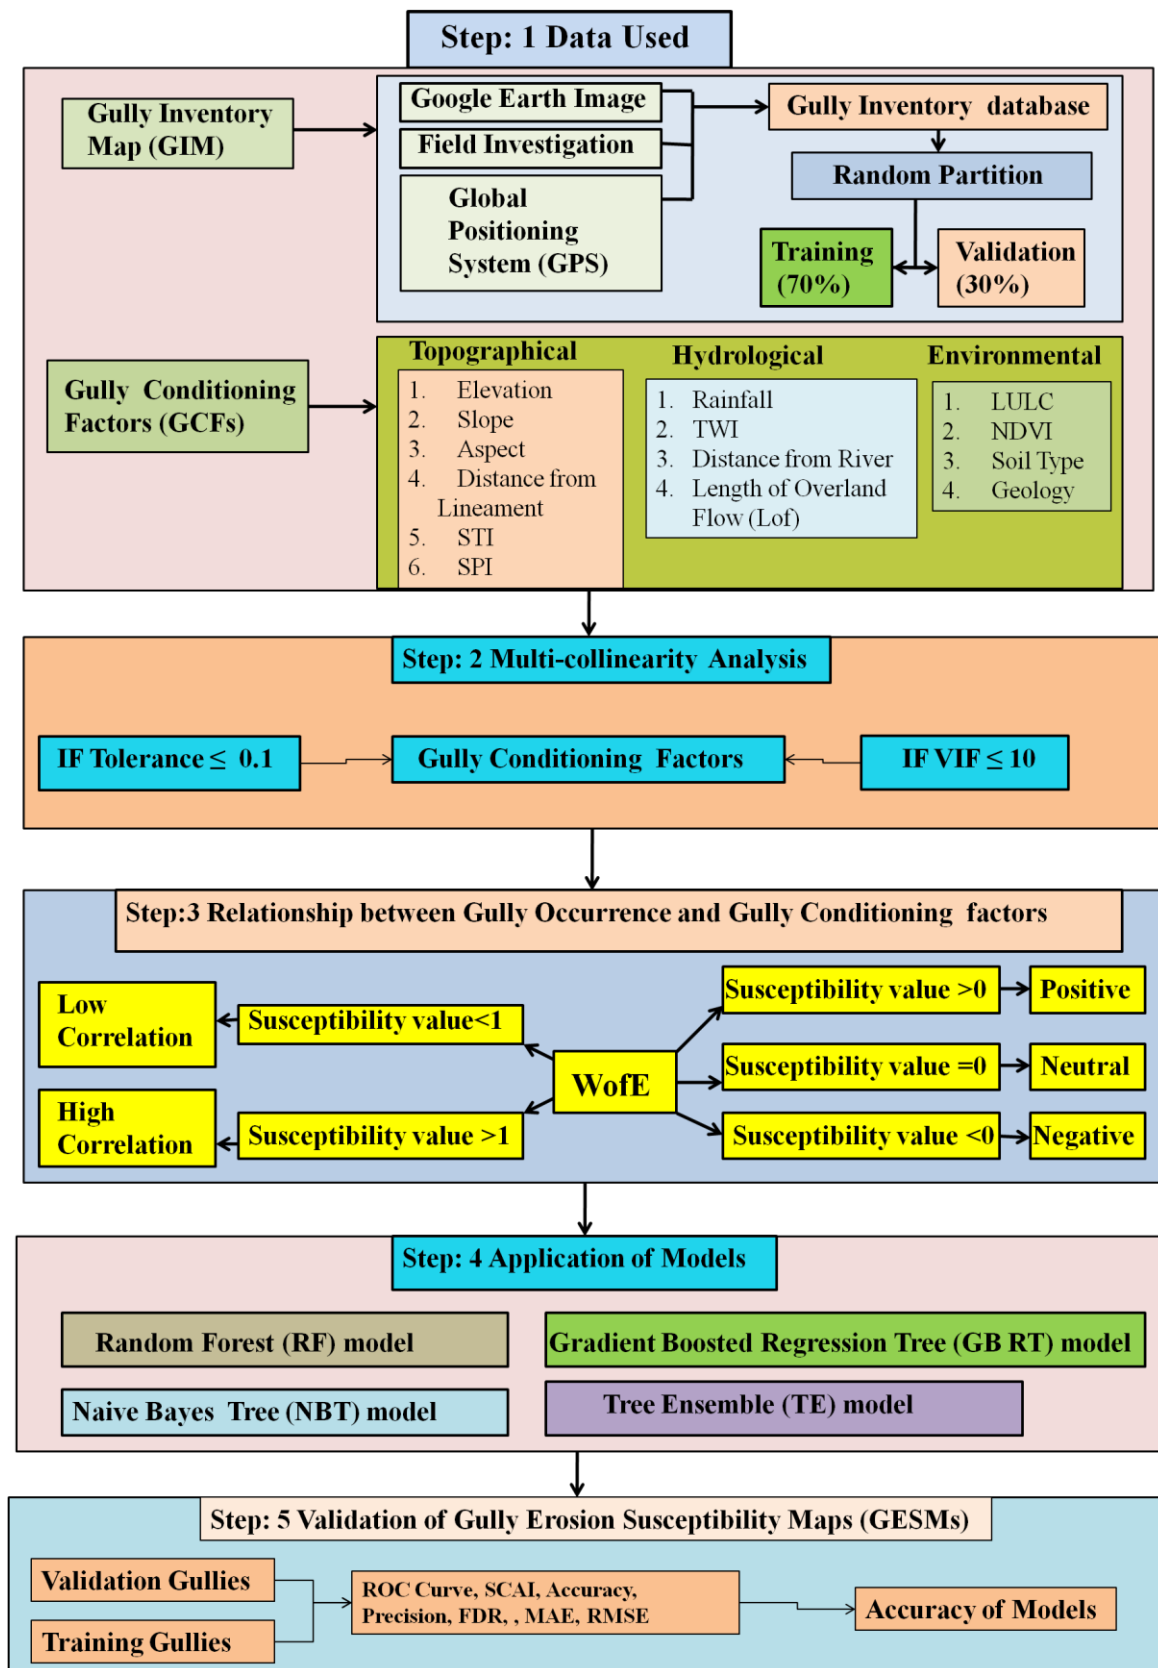 Step: 1 Data Used
Gully Inventory
Map (GIM)
Google Earth Image
Field Investigation
Global
Positioning
System (GPS)
Gully Inventory database
Random Partition
Training
(70%)
Validation
(30%)
Gully Conditioning
Factors (GCFs)
Topographical
1. Elevation
2. Slope
3. Aspect
4. Distance from
Lineament
5. STI
6. SPI
Hydrological
1. Rainfall
2. TWI
3. Distance from River
4. Length of Overland
Flow (Lof)
Environmental
1. LULC
2. NDVI
3. Soil Type
4. Geology
Step: 2 Multi-collinearity Analysis
IF Tolerance ≤ 0.1
Gully Conditioning Factors
IF VIF ≤ 10
Step:3 Relationship between Gully Occurrence and Gully Conditioning factors
Low
Correlation
Susceptibility value<1
High
Correlation
Susceptibility value >1
WofE
Susceptibility value >0
Positive
Susceptibility value =0
Neutral
Susceptibility value <0
Negative
Step: 4 Application of Models
Random Forest (RF) model
Gradient Boosted Regression Tree (GB RT) model
Naive Bayes Tree (NBT) model
Tree Ensemble (TE) model
Step: 5 Validation of Gully Erosion Susceptibility Maps (GESMs)
Validation Gullies
Training Gullies
ROC Curve, SCAI, Accuracy,
Precision, FDR, , MAE, RMSE
Accuracy of Models